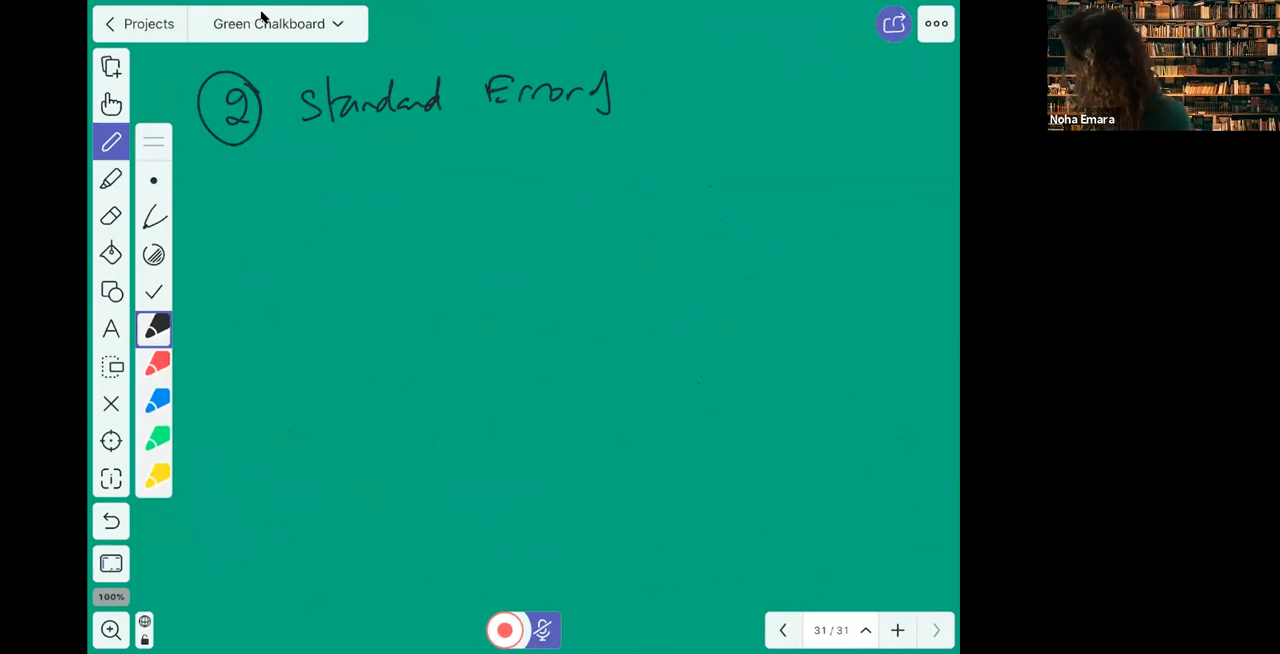 Projects
Green Chalkboard
2 Standard Errors
Noha Emara
A
100%
31 / 31